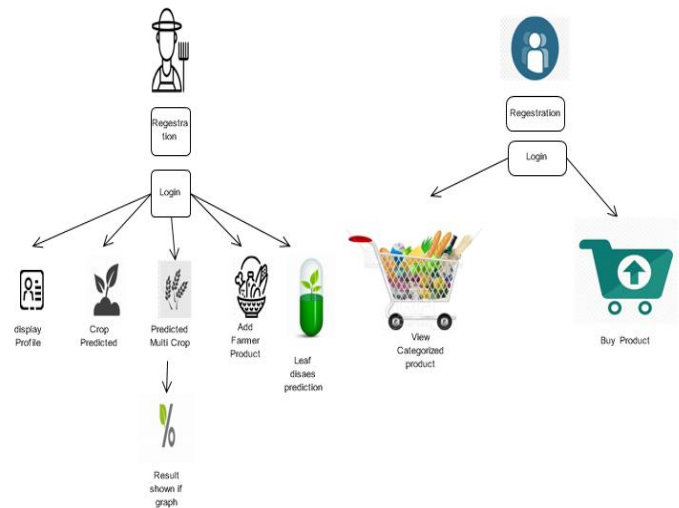 Regestra
tion
Login
display
Profile
Crop
Predicted
Predicted
Multi Crop
Add
Farmer
Product
Leaf
disaes
prediction
Result
shown if
graph
Regestration
Login
View
Categorized
product
Buy Product